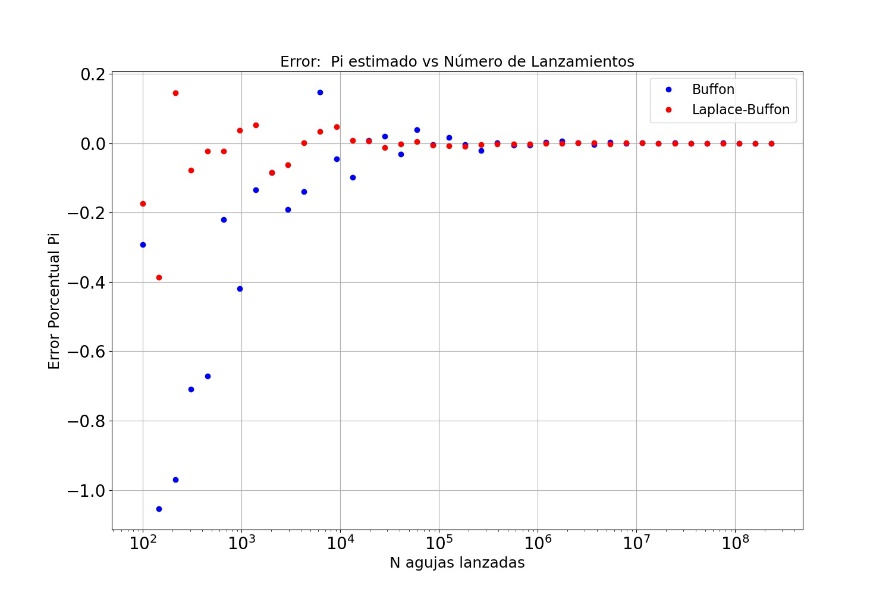 Error:  Pi estimado vs Número de Lanzamientos
Buffon
Laplace-Buffon
Error Porcentual Pi
0.2
0.0
−0.2
−0.4
−0.6
−0.8
−1.0
10² 10³ 10⁴ 10⁵ 10⁶ 10⁷ 10⁸
N agujas lanzadas